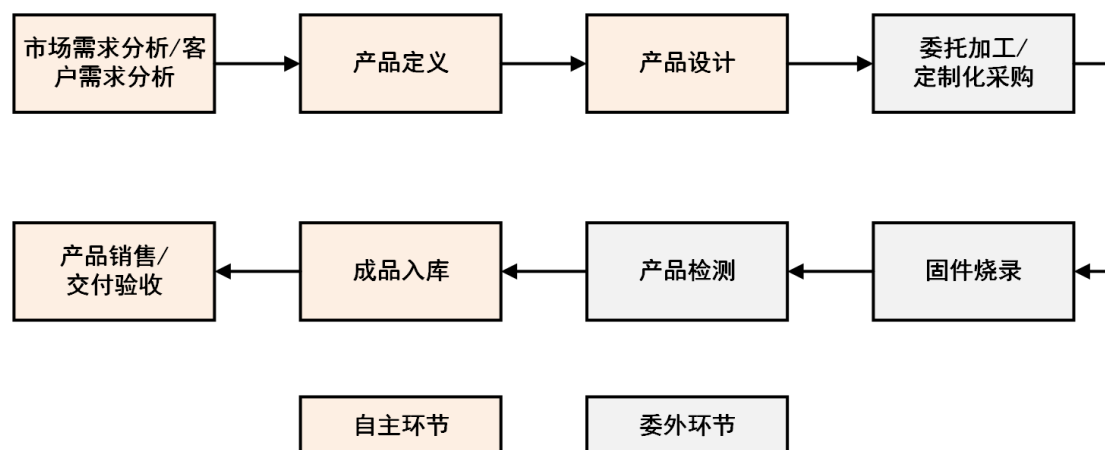 市场需求分析/客
户需求分析
产品定义
产品设计
委托加工/
定制化采购
产品销售/
交付验收
成品入库
产品检测
固件烧录
自主环节
委外环节